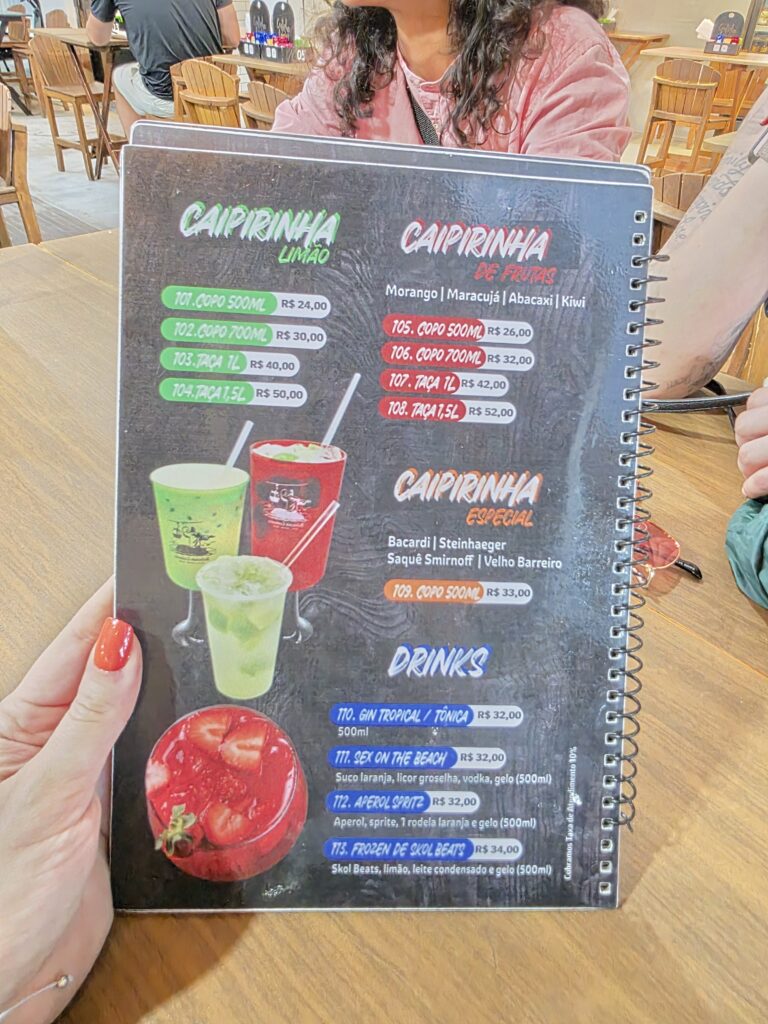 CAIPIRINHA
LIMÃO
101. COPO 500ML R$ 24,00
102. COPO 700ML R$ 30,00
103. TAÇA 1L R$ 40,00
104. TAÇA 1,5L R$ 50,00
CAIPIRINHA
DE FRUTAS
Morango | Maracujá | Abacaxi | Kiwi
105. COPO 500ML R$ 26,00
106. COPO 700ML R$ 32,00
107. TAÇA 1L R$ 42,00
108. TAÇA 1,5L R$ 52,00
CAIPIRINHA
ESPECIAL
Bacardi | Steinhaeger
Saquê Smirnoff | Velho Barreiro
109. COPO 500ML R$ 33,00
DRINKS
110. GIN TROPICAL / TÔNICA R$ 32,00
500ml
111. SEX ON THE BEACH R$ 32,00
Suco laranja, licor groselha, vodka, gelo (500ml)
112. APEROL SPRITZ R$ 32,00
Aperol, sprite, 1 rodela laranja e gelo (500ml)
113. FROZEN DE SKOL BEATS R$ 34,00
Skol Beats, limão, leite condensado e gelo (500ml)
Cobramos Taxa de Atendimento 10%